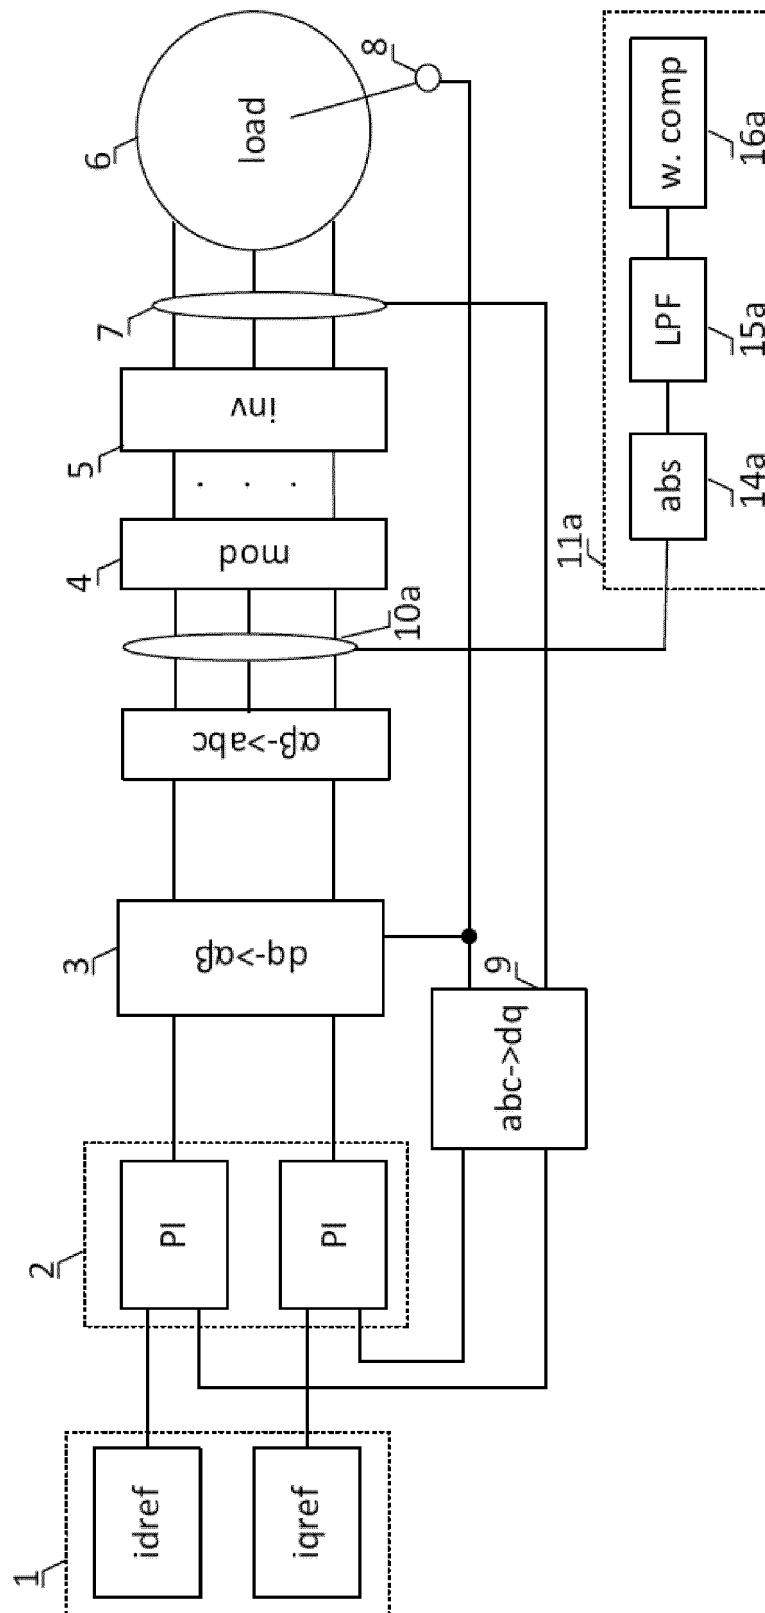 1
idref
iqref
2
PI
PI
3
dq->αβ
αβ->abc
10a
4
mod
5
inv
7
6
load
8
9
abc->dq
11a
abs
14a
LPF
15a
w. comp
16a